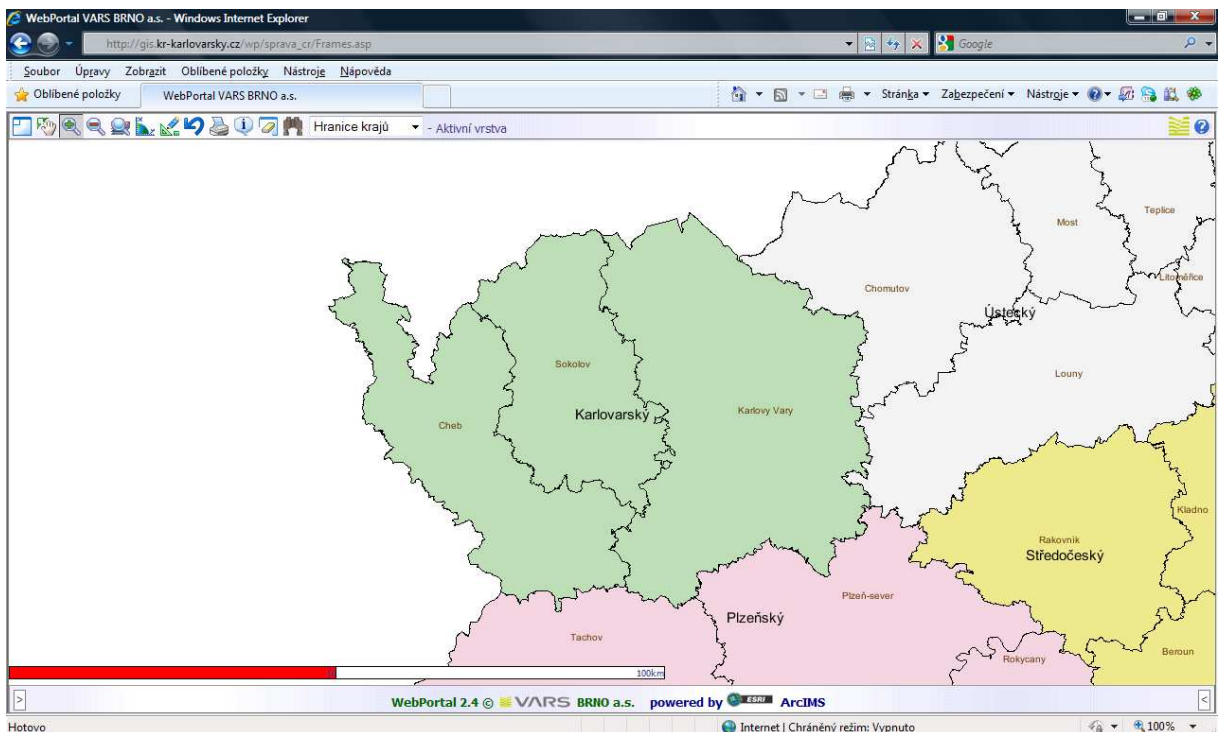 WebPortal VARS BRNO a.s. - Windows Internet Explorer
http://gis.kr-karlovarsky.cz/wp/sprava_cr/Frames.asp
Google
Soubor Úpravy Zobrazit Oblíbené položky Nástroje Nápověda
Oblíbené položky WebPortal VARS BRNO a.s. Stránka Zabezpečení Nástroje
Hranice krajů - Aktivní vrstva
Teplice
Most
Litoměřice
Chomutov
Ústecký
Sokolov
Louny
Karlovarský
Karlovy Vary
Cheb
Kladno
Rakovník
Středočeský
Plzeň-sever
Plzeňský
Tachov
Rokycany
Beroun
100km
WebPortal 2.4 © VARS BRNO a.s. powered by ESRI ArcIMS
Hotovo Internet | Chráněný režim: Vypnuto 100%